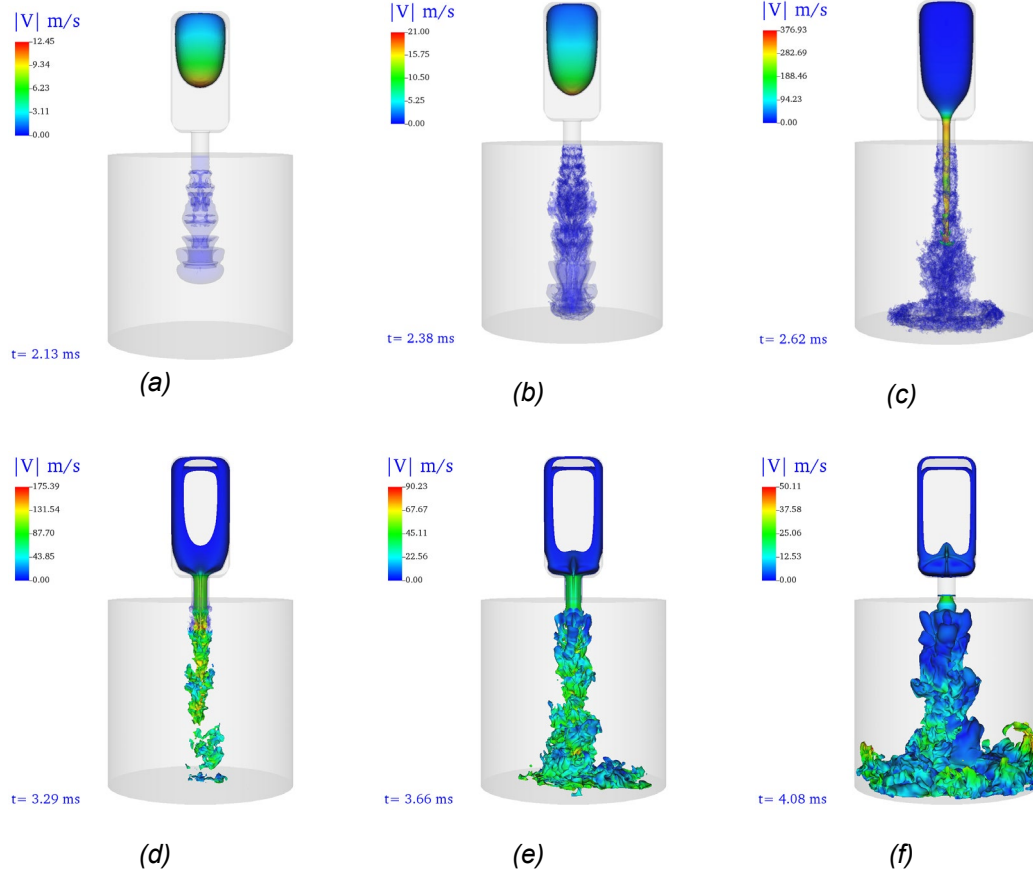 |V| m/s
12.45
9.34
6.23
3.11
0.00
t= 2.13 ms
(a)
|V| m/s
21.00
15.75
10.50
5.25
0.00
t= 2.38 ms
(b)
|V| m/s
376.93
282.69
188.46
94.23
0.00
t= 2.62 ms
(c)
|V| m/s
175.39
131.54
87.70
43.85
0.00
t= 3.29 ms
(d)
|V| m/s
90.23
67.67
45.11
22.56
0.00
t= 3.66 ms
(e)
|V| m/s
50.11
37.58
25.06
12.53
0.00
t= 4.08 ms
(f)